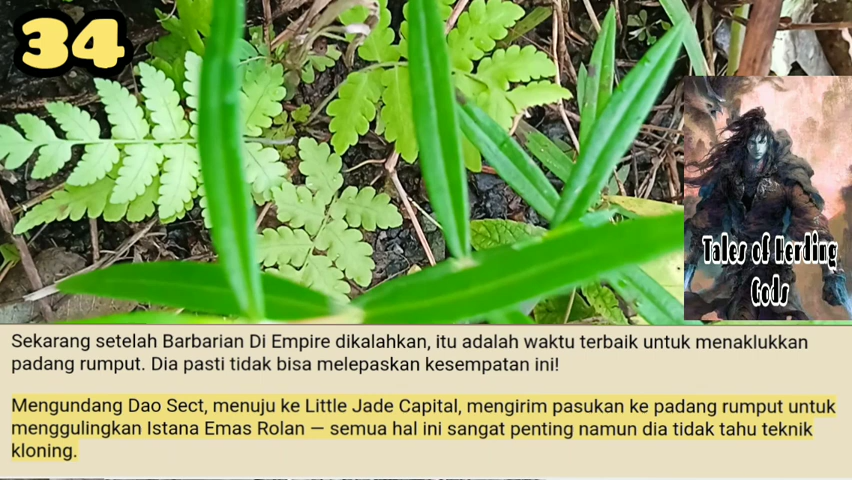 34
Tales of Herding
Gods
Sekarang setelah Barbarian Di Empire dikalahkan, itu adalah waktu terbaik untuk menaklukkan
padang rumput. Dia pasti tidak bisa melepaskan kesempatan ini!
Mengundang Dao Sect, menuju ke Little Jade Capital, mengirim pasukan ke padang rumput untuk
menggulingkan Istana Emas Rolan — semua hal ini sangat penting namun dia tidak tahu teknik
kloning.